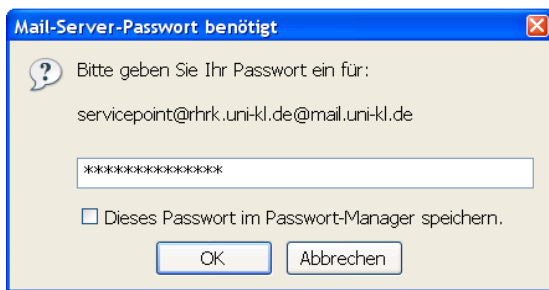 Mail-Server-Passwort benötigt
Bitte geben Sie Ihr Passwort ein für:
servicepoint@rhrk.uni-kl.de@mail.uni-kl.de
**************
Dieses Passwort im Passwort-Manager speichern.
OK Abbrechen